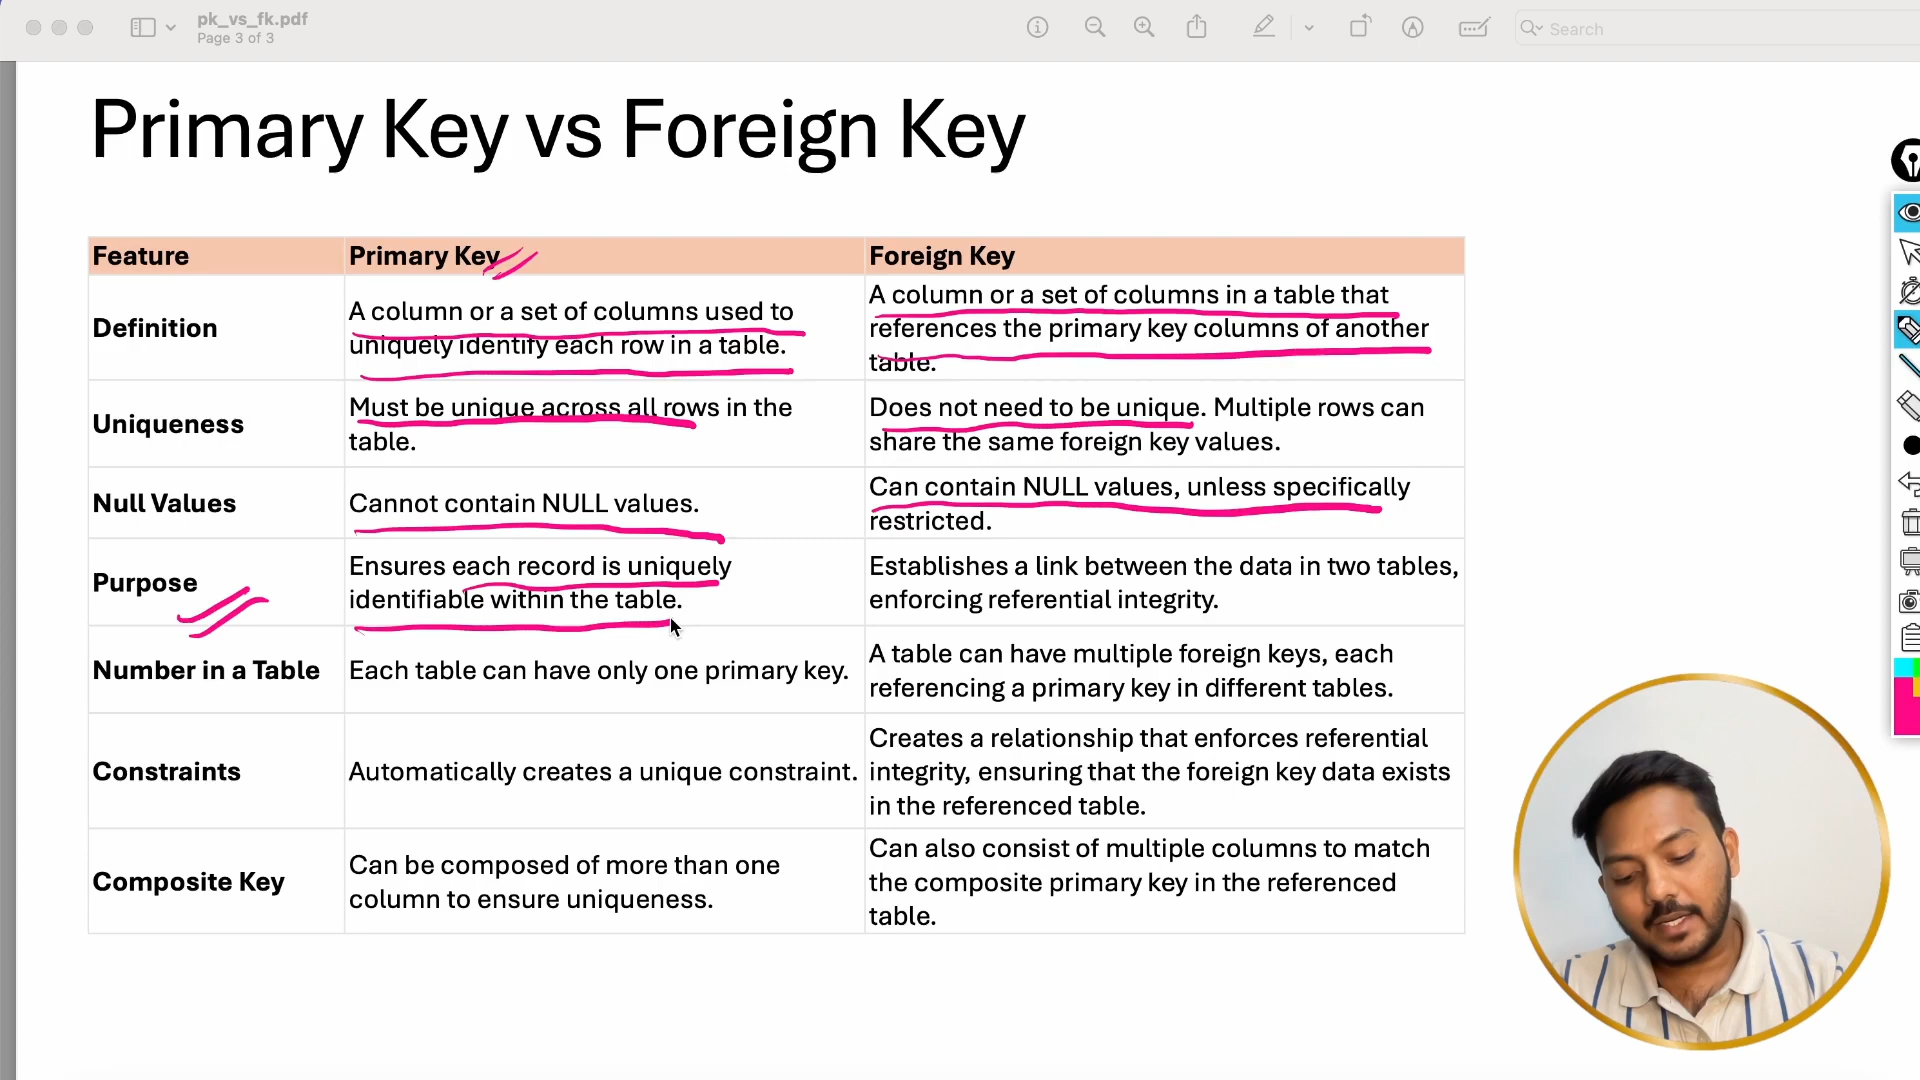 pk_vs_fk.pdf
Page 3 of 3
Search
Primary Key vs Foreign Key
Feature
Primary Key
Foreign Key
Definition
A column or a set of columns used to
uniquely identify each row in a table.
A column or a set of columns in a table that
references the primary key columns of another
table.
Uniqueness
Must be unique across all rows in the
table.
Does not need to be unique. Multiple rows can
share the same foreign key values.
Null Values
Cannot contain NULL values.
Can contain NULL values, unless specifically
restricted.
Purpose
Ensures each record is uniquely
identifiable within the table.
Establishes a link between the data in two tables,
enforcing referential integrity.
Number in a Table
Each table can have only one primary key.
A table can have multiple foreign keys, each
referencing a primary key in different tables.
Constraints
Automatically creates a unique constraint.
Creates a relationship that enforces referential
integrity, ensuring that the foreign key data exists
in the referenced table.
Composite Key
Can be composed of more than one
column to ensure uniqueness.
Can also consist of multiple columns to match
the composite primary key in the referenced
table.